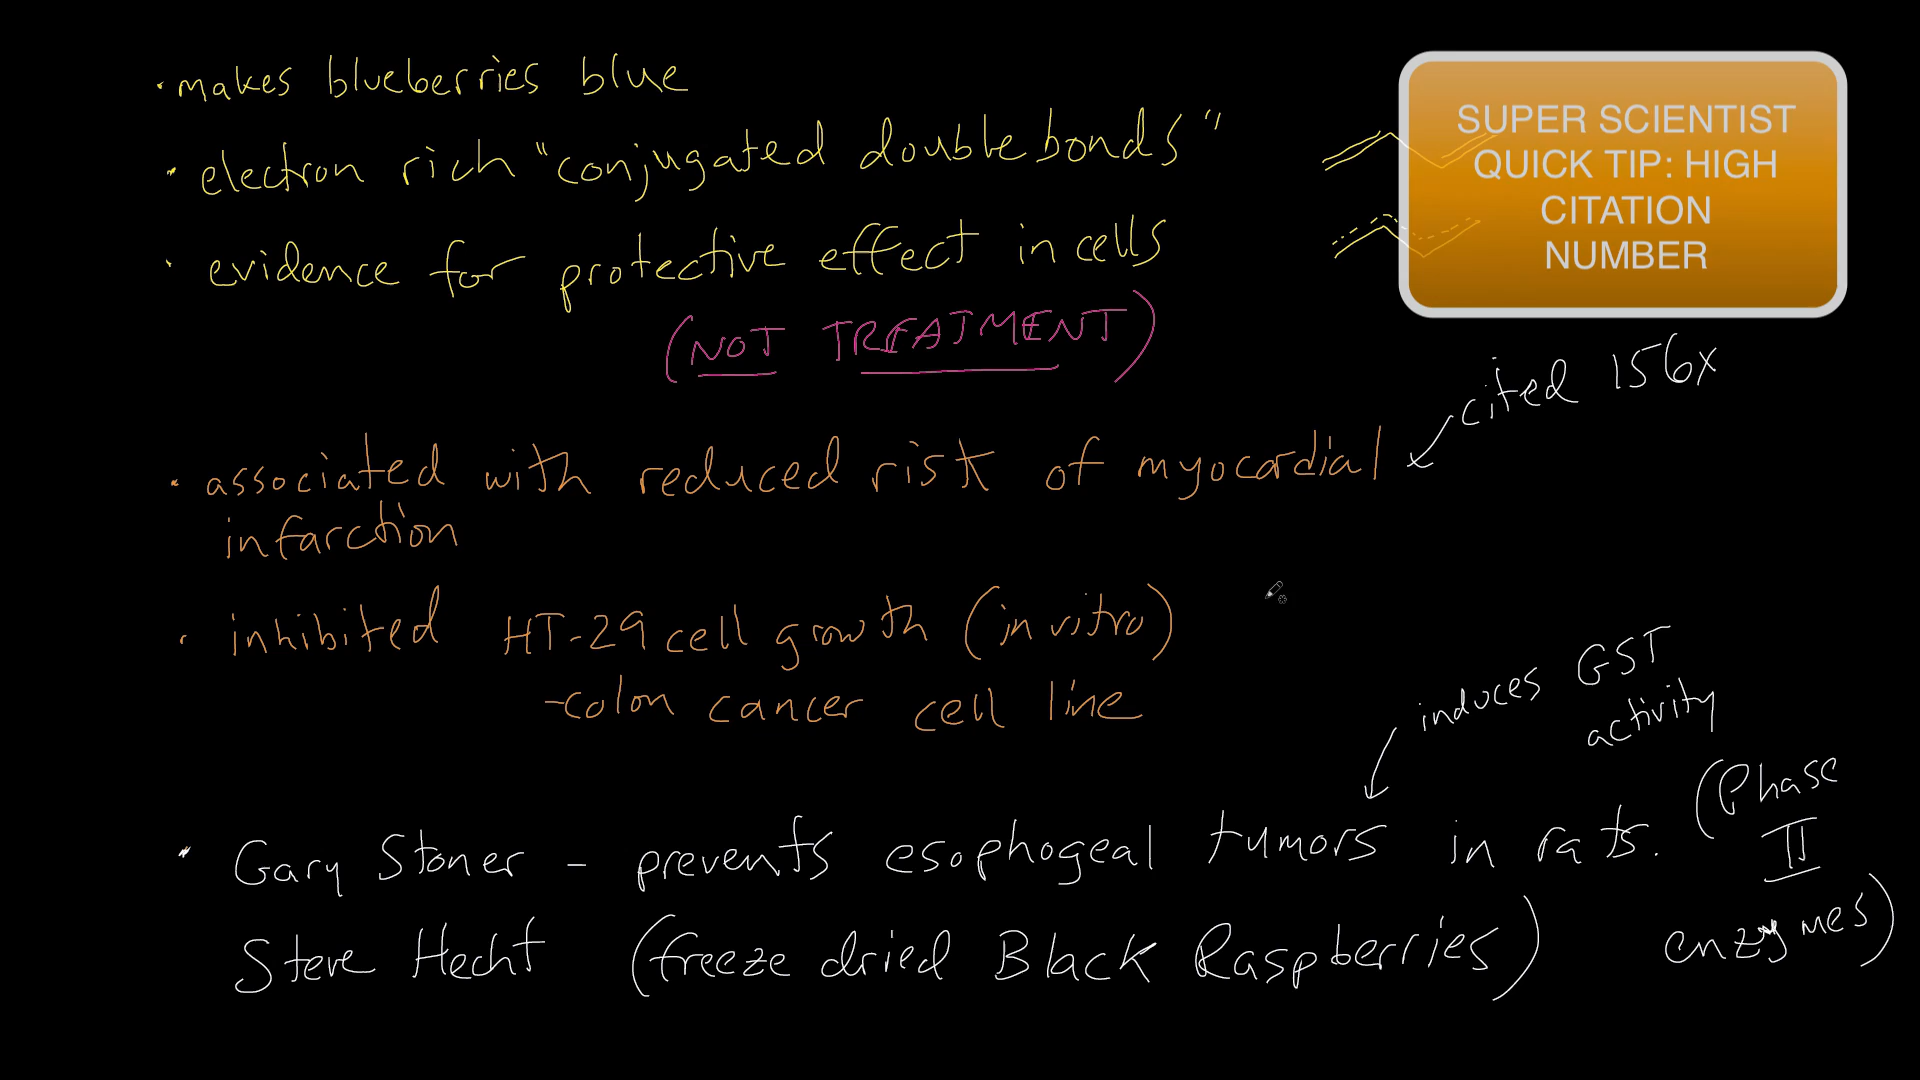 • makes blueberries blue
• electron rich "conjugated double bonds"
• evidence for protective effect in cells
(NOT TREATMENT)
SUPER SCIENTIST
QUICK TIP: HIGH
CITATION
NUMBER
cited 156x
• associated with reduced risk of myocardial
infarction
• inhibited HT-29 cell growth (in vitro)
-colon cancer cell line
induces GST
activity
(Phase
II
enzymes)
• Gary Stoner - prevents esophogeal tumors in rats.
Steve Hecht (freeze dried Black Raspberries)